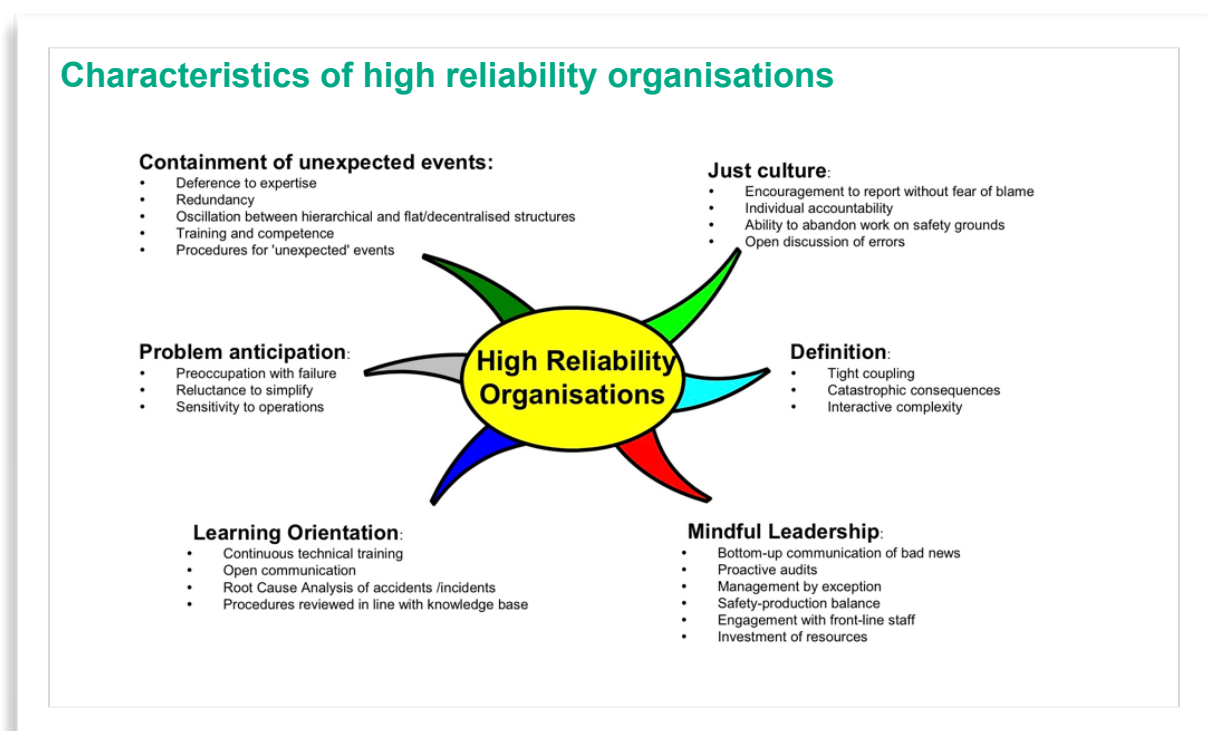 Characteristics of high reliability organisations
Containment of unexpected events:
• Deference to expertise
• Redundancy
• Oscillation between hierarchical and flat/decentralised structures
• Training and competence
• Procedures for 'unexpected' events
Just culture:
• Encouragement to report without fear of blame
• Individual accountability
• Ability to abandon work on safety grounds
• Open discussion of errors
Problem anticipation:
• Preoccupation with failure
• Reluctance to simplify
• Sensitivity to operations
High Reliability
Organisations
Definition:
• Tight coupling
• Catastrophic consequences
• Interactive complexity
Learning Orientation:
• Continuous technical training
• Open communication
• Root Cause Analysis of accidents /incidents
• Procedures reviewed in line with knowledge base
Mindful Leadership:
• Bottom-up communication of bad news
• Proactive audits
• Management by exception
• Safety-production balance
• Engagement with front-line staff
• Investment of resources